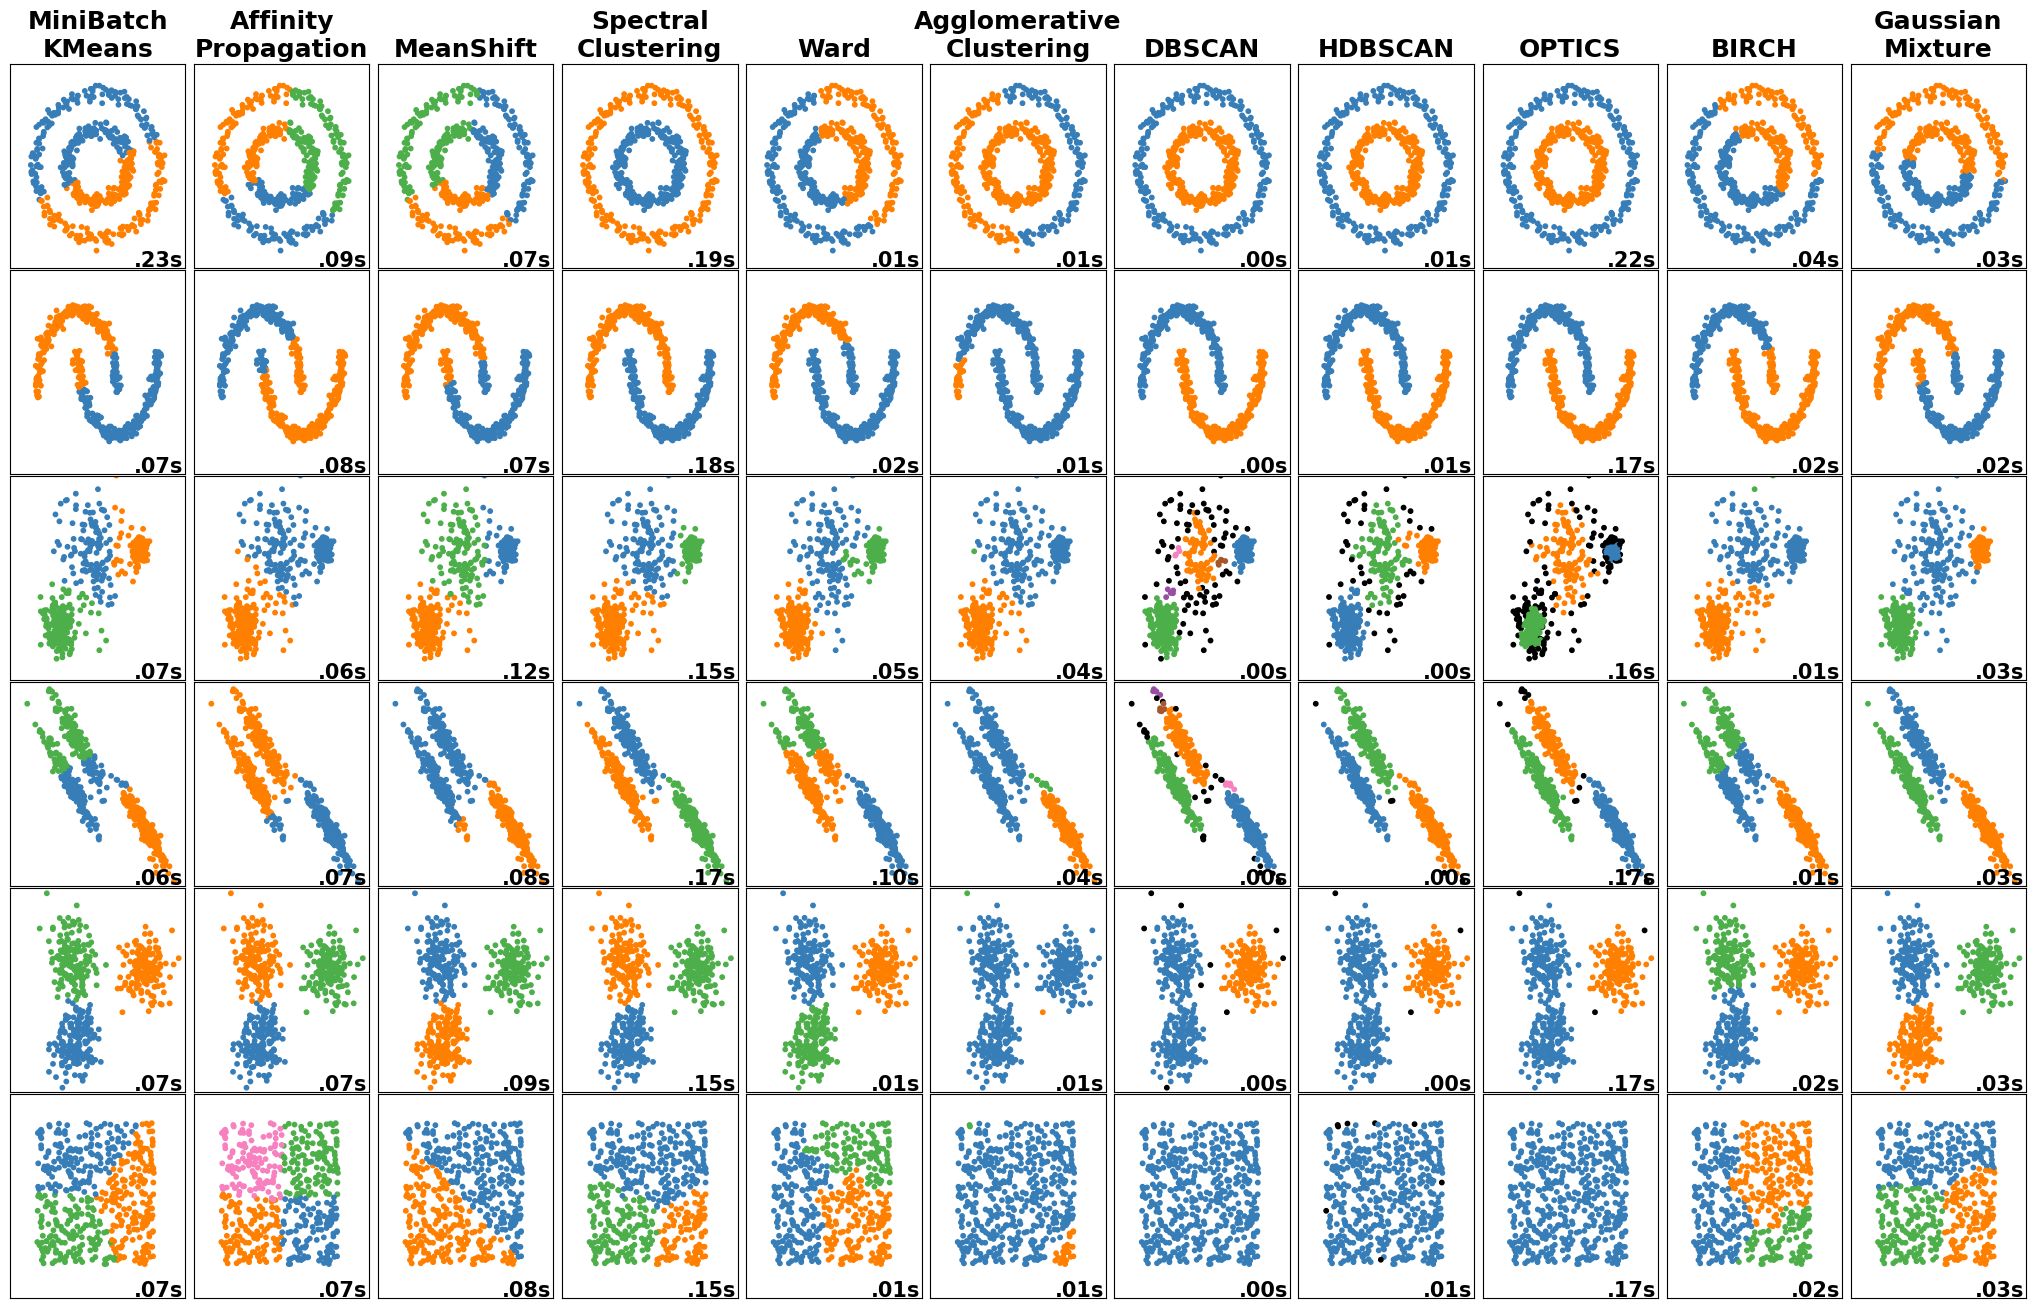 MiniBatch
KMeans
Affinity
Propagation
MeanShift
Spectral
Clustering
Ward
Agglomerative
Clustering
DBSCAN
HDBSCAN
OPTICS
BIRCH
Gaussian
Mixture
.23s .09s .07s .19s .01s .01s .00s .01s .22s .04s .03s
.07s .08s .07s .18s .02s .01s .00s .01s .17s .02s .02s
.07s .06s .12s .15s .05s .04s .00s .00s .16s .01s .03s
.06s .07s .08s .17s .10s .04s .00s .00s .17s .01s .03s
.07s .07s .09s .15s .01s .01s .00s .00s .17s .02s .03s
.07s .07s .08s .15s .01s .01s .00s .01s .17s .02s .03s